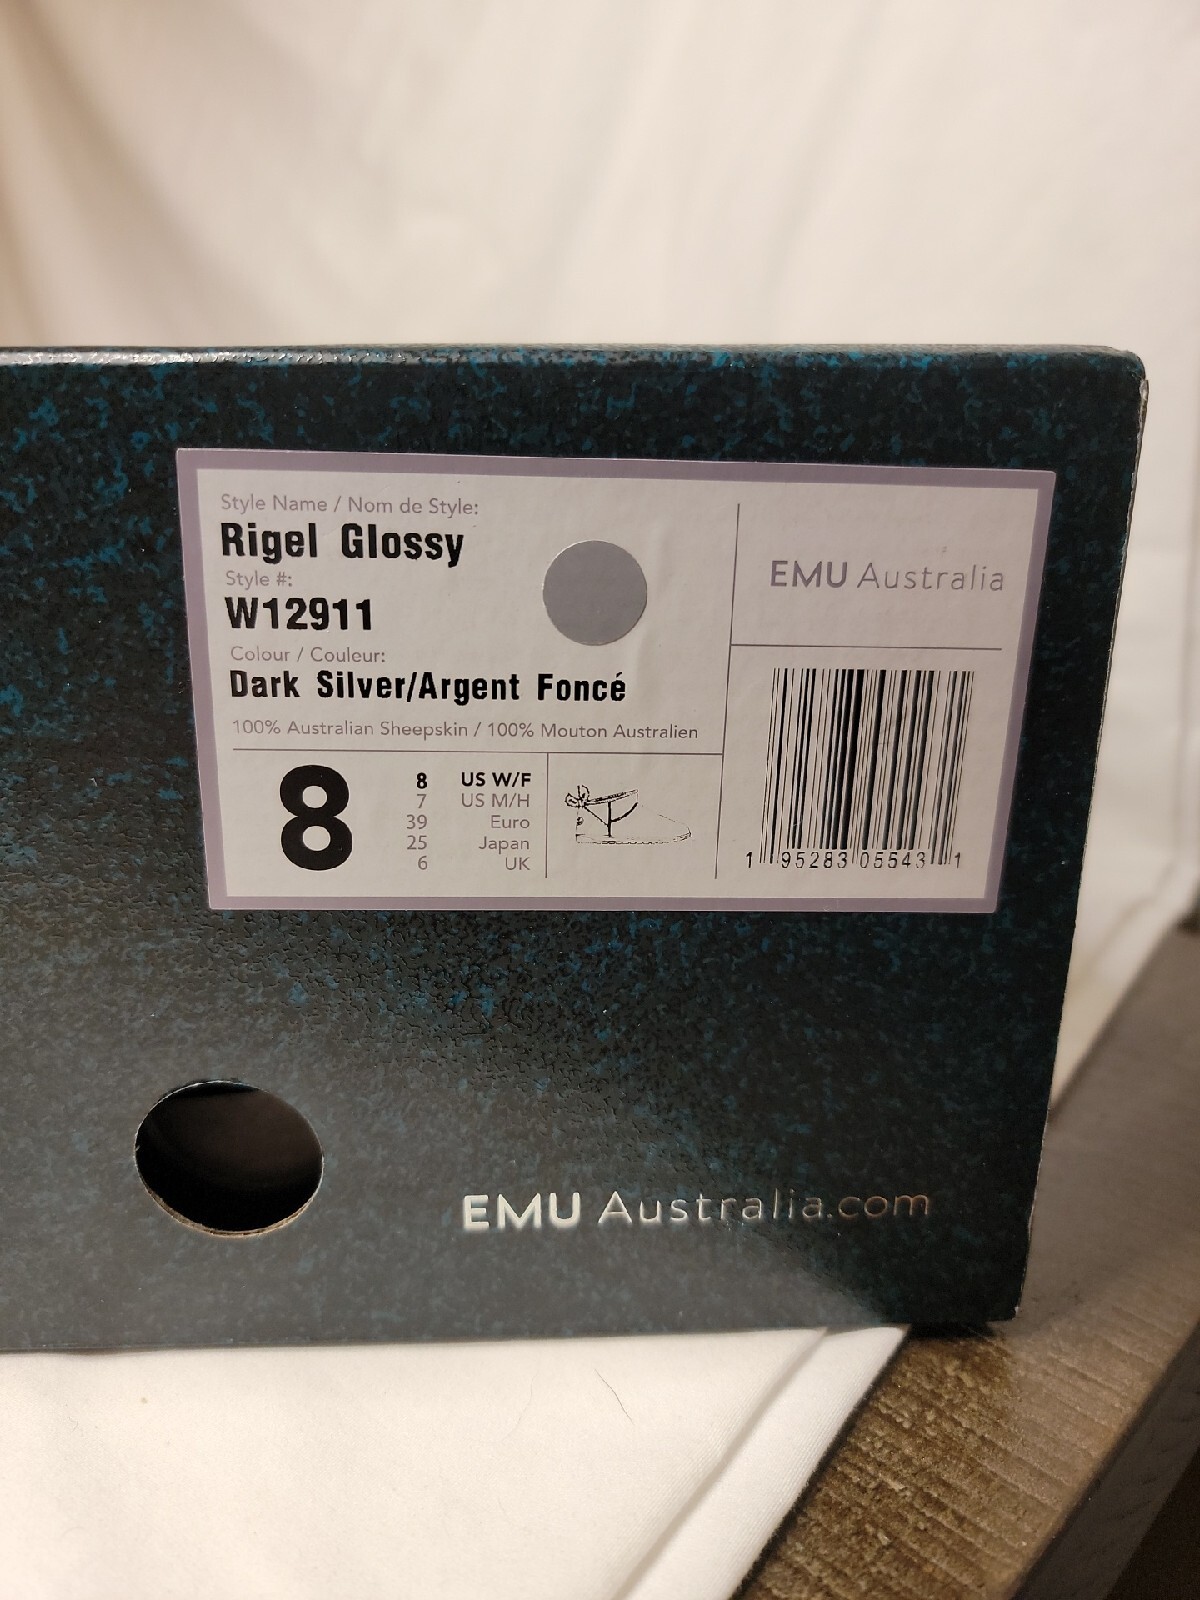 Style Name / Nom de Style:
Rigel Glossy
Style #:
W12911
Colour / Couleur:
Dark Silver/Argent Foncé
100% Australian Sheepskin / 100% Mouton Australien
8
8 US W/F
7 US M/H
39 Euro
25 Japan
6 UK
EMU Australia
1 95283 05543 1
EMU Australia.com